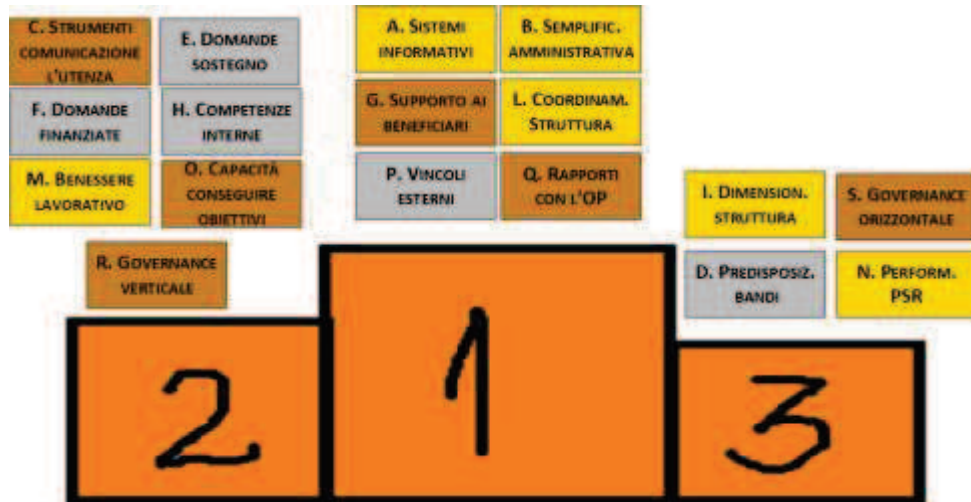 C. STRUMENTI
COMUNICAZIONE
L'UTENZA
E. DOMANDE
SOSTEGNO
F. DOMANDE
FINANZIATE
H. COMPETENZE
INTERNE
M. BENESSERE
LAVORATIVO
O. CAPACITÀ
CONSEGUIRE
OBIETTIVI
R. GOVERNANCE
VERTICALE
A. SISTEMI
INFORMATIVI
B. SEMPLIFIC.
AMMINISTRATIVA
G. SUPPORTO AI
BENEFICIARI
L. COORDINAM.
STRUTTURA
P. VINCOLI
ESTERNI
Q. RAPPORTI
CON L'OP
I. DIMENSION.
STRUTTURA
S. GOVERNANCE
ORIZZONTALE
D. PREDISPOSIZ.
BANDI
N. PERFORM.
PSR
2
1
3